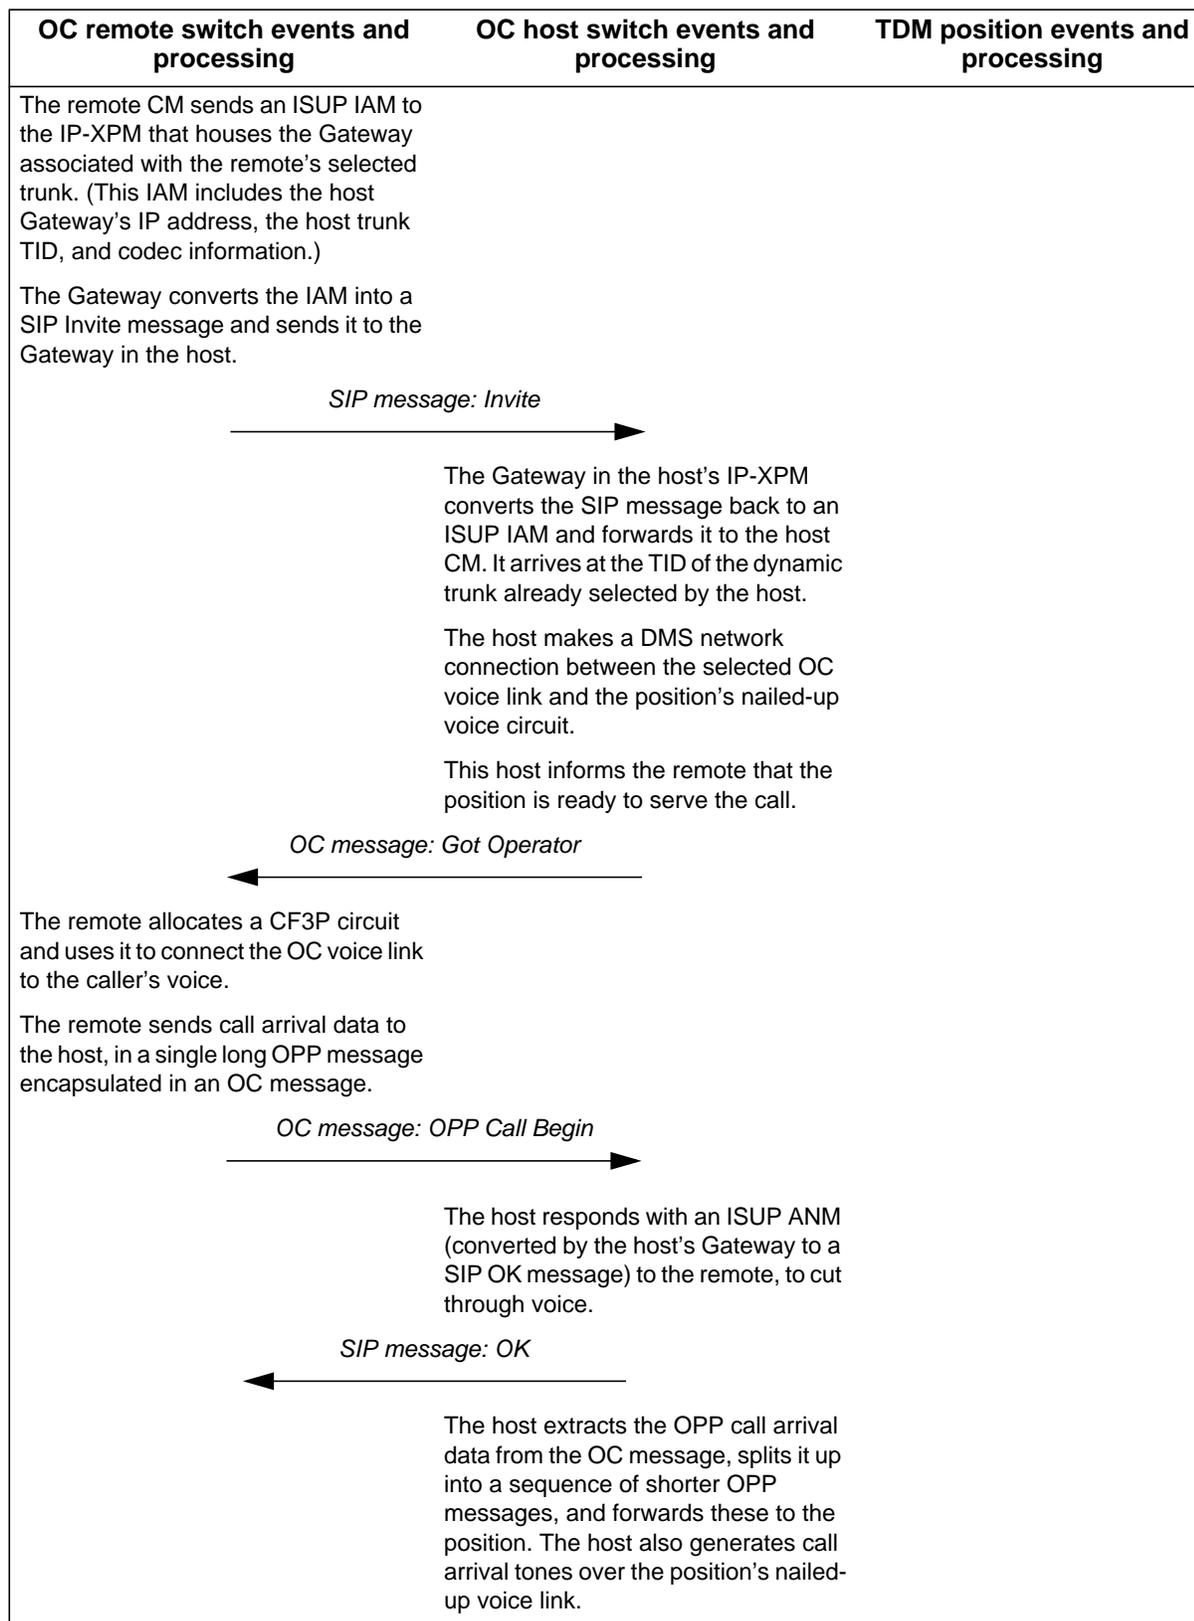 OC remote switch events and
processing
OC host switch events and
processing
TDM position events and
processing
The remote CM sends an ISUP IAM to
the IP-XPM that houses the Gateway
associated with the remote’s selected
trunk. (This IAM includes the host
Gateway’s IP address, the host trunk
TID, and codec information.)
The Gateway converts the IAM into a
SIP Invite message and sends it to the
Gateway in the host.
SIP message: Invite
The Gateway in the host’s IP-XPM
converts the SIP message back to an
ISUP IAM and forwards it to the host
CM. It arrives at the TID of the dynamic
trunk already selected by the host.
The host makes a DMS network
connection between the selected OC
voice link and the position’s nailed-up
voice circuit.
This host informs the remote that the
position is ready to serve the call.
OC message: Got Operator
The remote allocates a CF3P circuit
and uses it to connect the OC voice link
to the caller’s voice.
The remote sends call arrival data to
the host, in a single long OPP message
encapsulated in an OC message.
OC message: OPP Call Begin
The host responds with an ISUP ANM
(converted by the host’s Gateway to a
SIP OK message) to the remote, to cut
through voice.
SIP message: OK
The host extracts the OPP call arrival
data from the OC message, splits it up
into a sequence of shorter OPP
messages, and forwards these to the
position. The host also generates call
arrival tones over the position’s nailed-
up voice link.